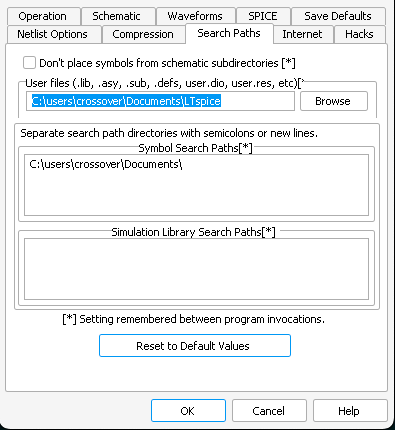 Operation Schematic Waveforms SPICE Save Defaults
Netlist Options Compression Search Paths Internet Hacks
Don't place symbols from schematic subdirectories [*]
User files (.lib, .asy, .sub, .defs, user.dio, user.res, etc)[*
C:\users\crossover\Documents\LTspice Browse
Separate search path directories with semicolons or new lines.
Symbol Search Paths[*]
C:\users\crossover\Documents\
Simulation Library Search Paths[*]
[*] Setting remembered between program invocations.
Reset to Default Values
OK Cancel Help